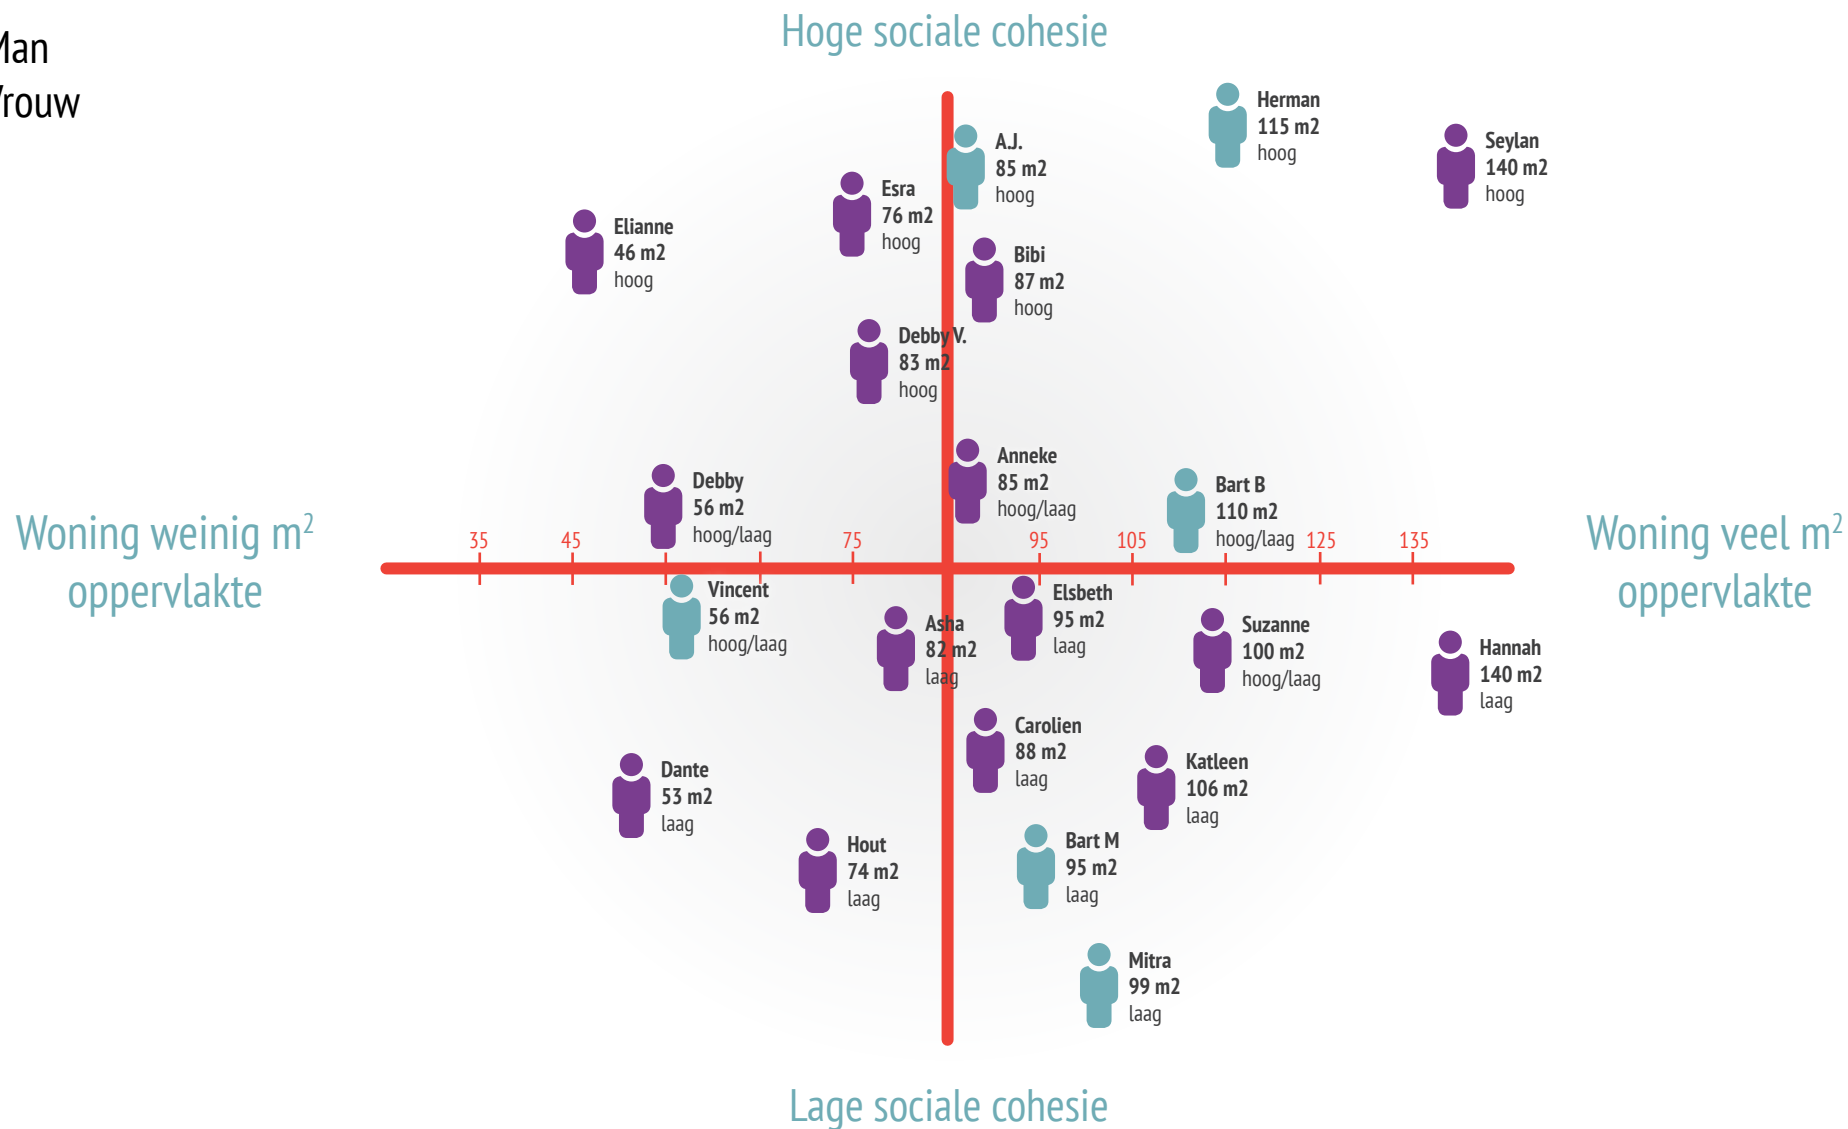 Hoge sociale cohesie
Man
Vrouw
Herman
115 m2
hoog
A.J.
85 m2
hoog
Seylan
140 m2
hoog
Esra
76 m2
hoog
Elianne
46 m2
hoog
Bibi
87 m2
hoog
Debby V.
83 m2
hoog
Anneke
85 m2
hoog/laag
Debby
56 m2
hoog/laag
Bart B
110 m2
hoog/laag
Woning weinig m²
oppervlakte
35 45 75 95 105 125 135
Woning veel m²
oppervlakte
Vincent
56 m2
hoog/laag
Elsbeth
95 m2
laag
Asha
82 m2
laag
Suzanne
100 m2
hoog/laag
Hannah
140 m2
laag
Carolien
88 m2
laag
Katleen
106 m2
laag
Dante
53 m2
laag
Hout
74 m2
laag
Bart M
95 m2
laag
Mitra
99 m2
laag
Lage sociale cohesie